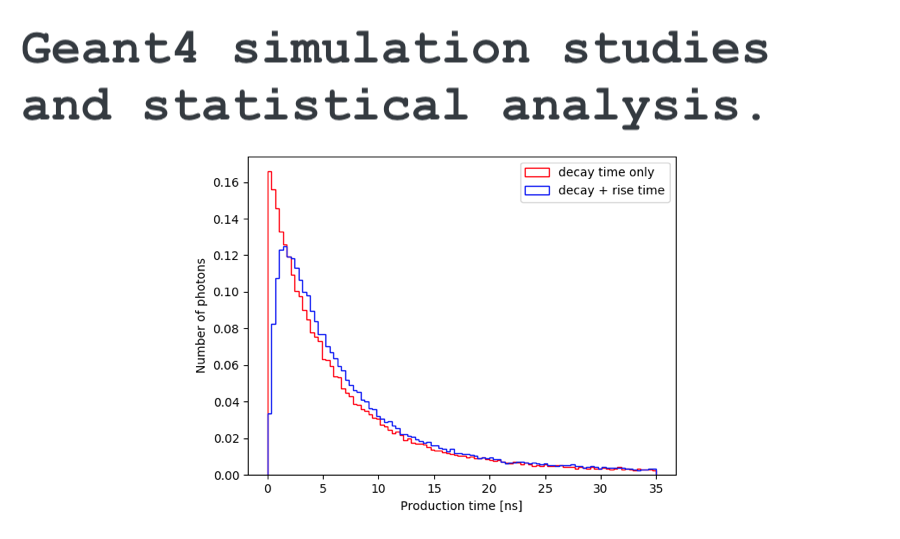 Geant4 simulation studies
and statistical analysis.
decay time only
decay + rise time
Number of photons
0.16
0.14
0.12
0.10
0.08
0.06
0.04
0.02
0.00
0 5 10 15 20 25 30 35
Production time [ns]